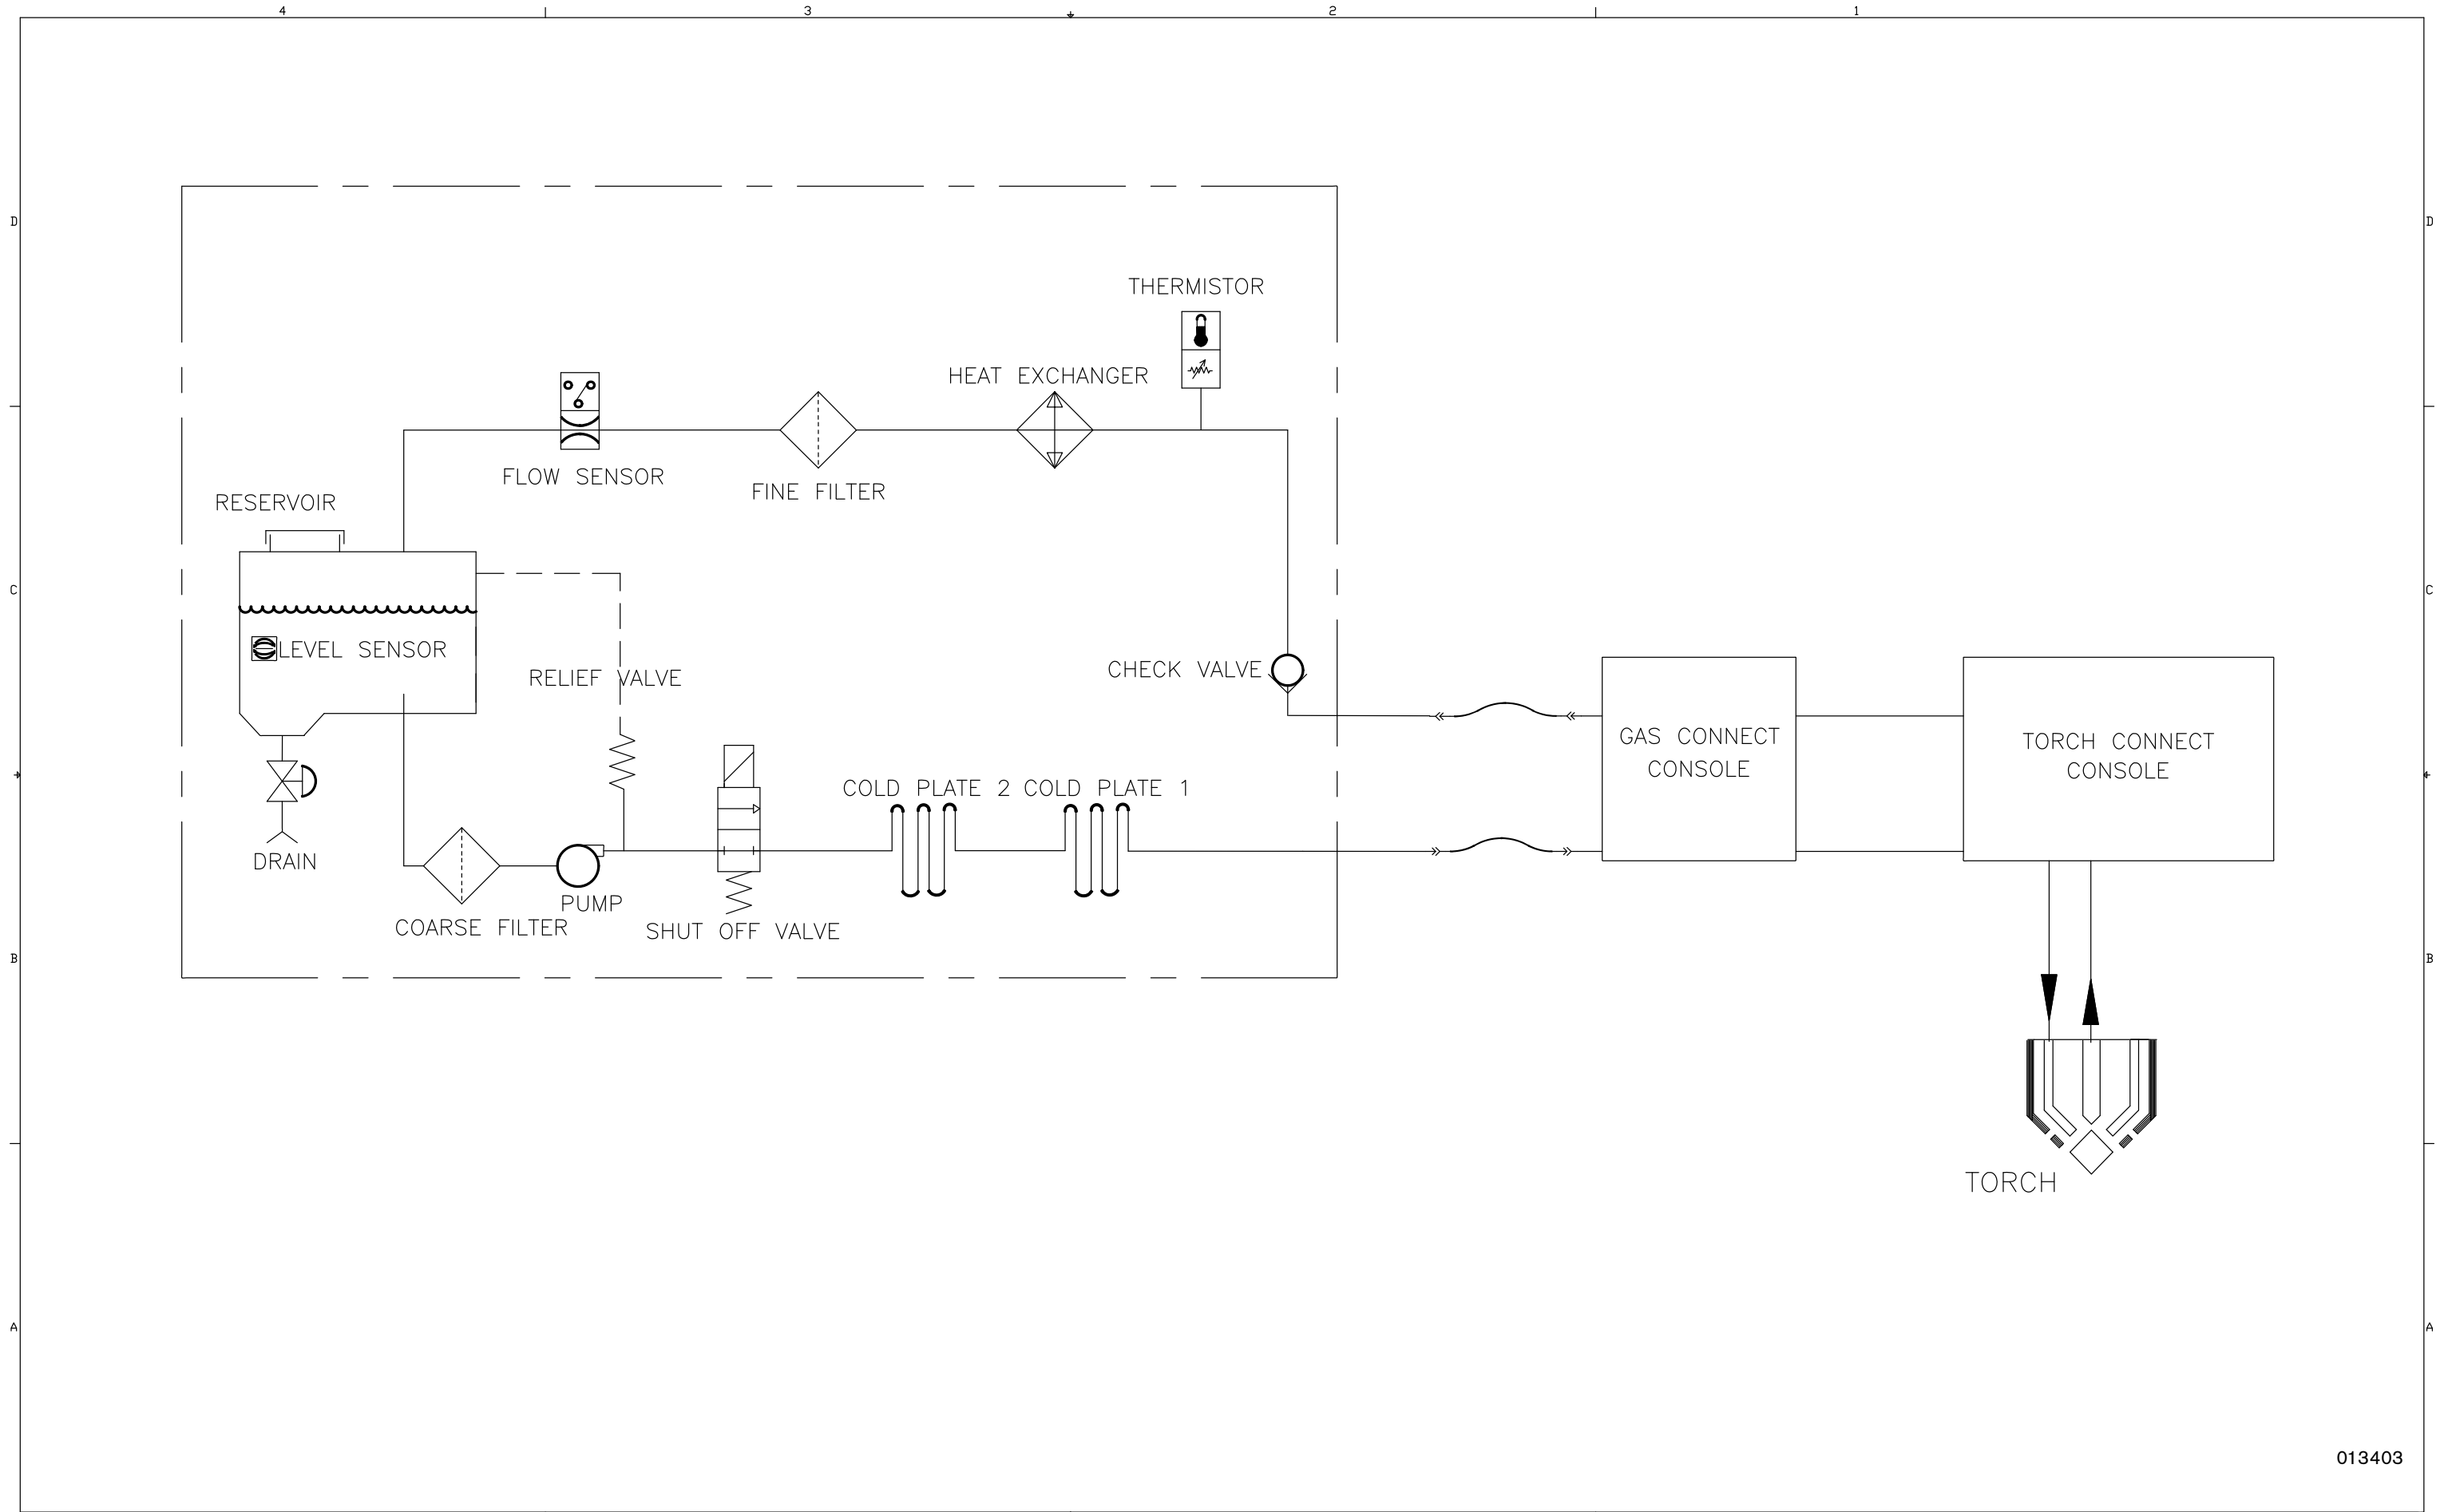 4 3 2 1
D D
THERMISTOR
HEAT EXCHANGER
FLOW SENSOR
FINE FILTER
RESERVOIR
C C
LEVEL SENSOR
RELIEF VALVE
CHECK VALVE
GAS CONNECT
CONSOLE
TORCH CONNECT
CONSOLE
COLD PLATE 2 COLD PLATE 1
DRAIN
PUMP
COARSE FILTER
SHUT OFF VALVE
B B
TORCH
A A
013403